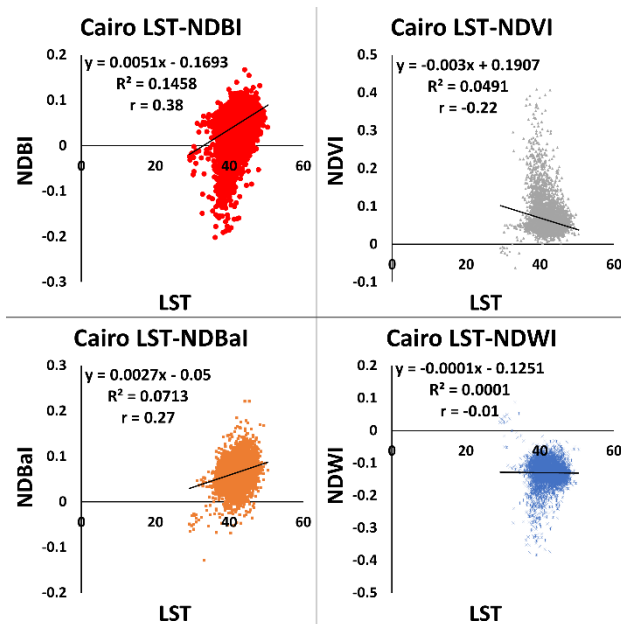 Cairo LST-NDBI
y = 0.0051x - 0.1693
R² = 0.1458
r = 0.38
0.2
0.1
0
-0.1
-0.2
-0.3
0 20 40 60
NDBI
LST
Cairo LST-NDVI
y = -0.003x + 0.1907
R² = 0.0491
r = -0.22
0.5
0.4
0.3
0.2
0.1
0
-0.1
0 20 40 60
NDVI
LST
Cairo LST-NDBaI
y = 0.0027x - 0.05
R² = 0.0713
r = 0.27
0.3
0.2
0.1
0
-0.1
-0.2
0 20 40 60
NDBaI
LST
Cairo LST-NDWI
y = -0.0001x - 0.1251
R² = 0.0001
r = -0.01
0.2
0.1
0
-0.1
-0.2
-0.3
-0.4
-0.5
0 20 40 60
NDWI
LST